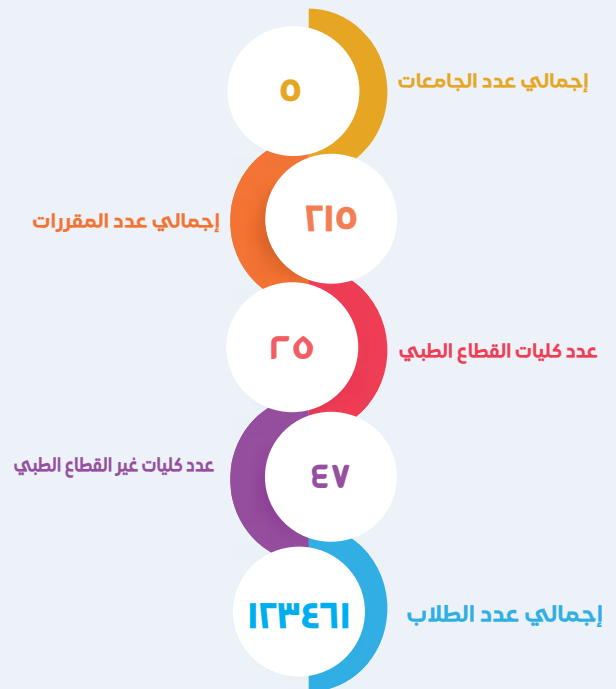 إجمالي عدد الجامعات
٥
٢١٥
إجمالي عدد المقررات
عدد كليات القطاع الطبي
٢٥
٤٧
عدد كليات غير القطاع الطبي
إجمالي عدد الطلاب
١٢٣٤٦١